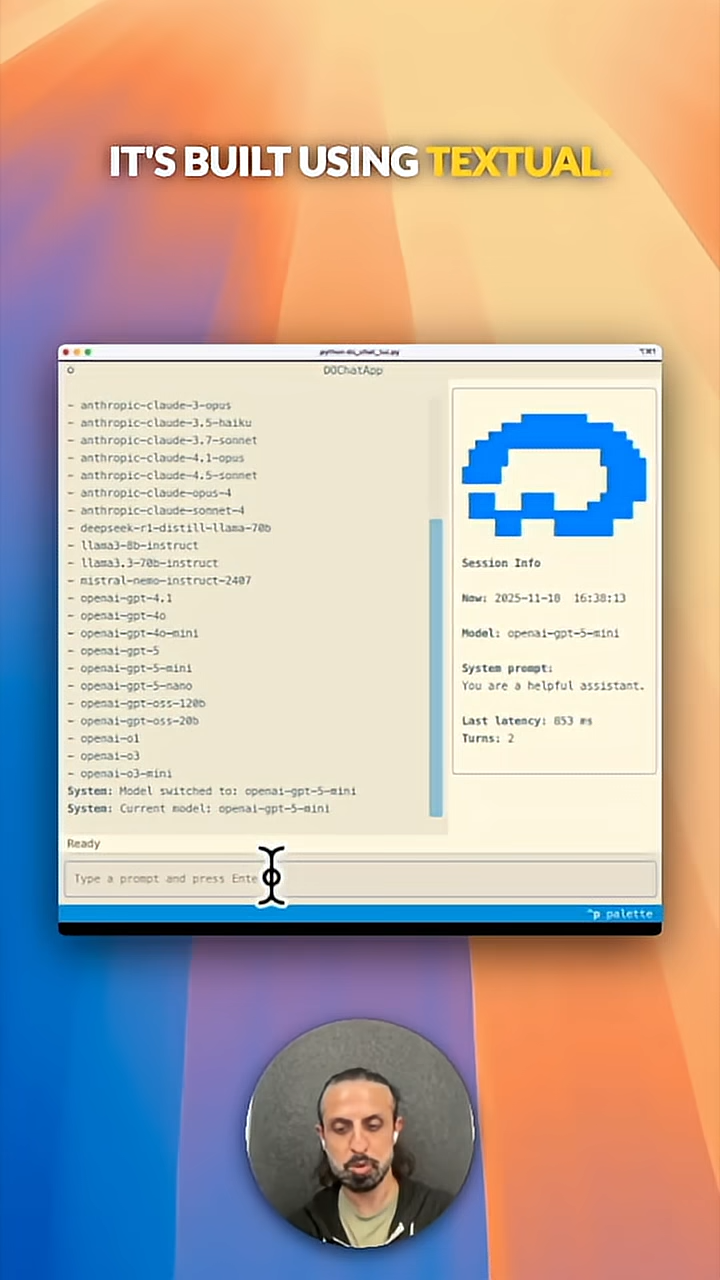 IT'S BUILT USING TEXTUAL.
python do_chat_tui.py
DOChatApp
- anthropic-claude-3-opus
- anthropic-claude-3.5-haiku
- anthropic-claude-3.7-sonnet
- anthropic-claude-4.1-opus
- anthropic-claude-4.5-sonnet
- anthropic-claude-opus-4
- anthropic-claude-sonnet-4
- deepseek-r1-distill-llama-70b
- llama3-8b-instruct
- llama3.3-70b-instruct
- mistral-nemo-instruct-2407
- openai-gpt-4.1
- openai-gpt-4o
- openai-gpt-4o-mini
- openai-gpt-5
- openai-gpt-5-mini
- openai-gpt-5-nano
- openai-gpt-oss-120b
- openai-gpt-oss-20b
- openai-o1
- openai-o3
- openai-o3-mini
System: Model switched to: openai-gpt-5-mini
System: Current model: openai-gpt-5-mini
Session Info
Now: 2025-11-10 16:38:13
Model: openai-gpt-5-mini
System prompt:
You are a helpful assistant.
Last latency: 853 ms
Turns: 2
Ready
Type a prompt and press Ente
^p palette